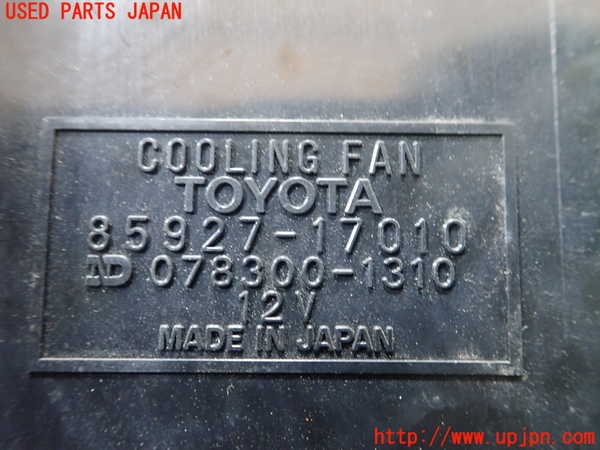 USED PARTS JAPAN
COOLING FAN
TOYOTA
85927-17010
ND 078300-1310
12V
MADE IN JAPAN
http://www.upjpn.com